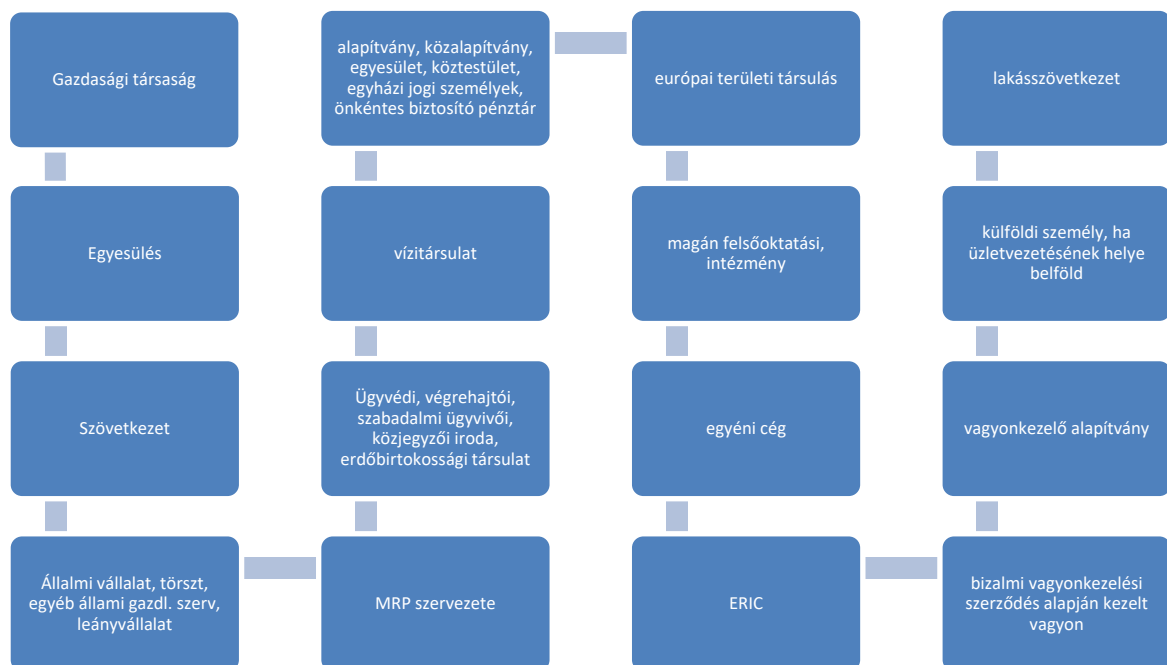 Gazdasági társaság
Egyesülés
Szövetkezet
Állalmi vállalat, törszt,
egyéb állami gazdl. szerv,
leányvállalat
MRP szervezete
Ügyvédi, végrehajtói,
szabadalmi ügyvivői,
közjegyzői iroda,
erdőbirtokossági társulat
vízitársulat
alapítvány, közalapítvány,
egyesület, köztestület,
egyházi jogi személyek,
önkéntes biztosító pénztár
európai területi társulás
magán felsőoktatási,
intézmény
egyéni cég
ERIC
bizalmi vagyonkezelési
szerződés alapján kezelt
vagyon
vagyonkezelő alapítvány
külföldi személy, ha
üzletvezetésének helye
belföld
lakásszövetkezet